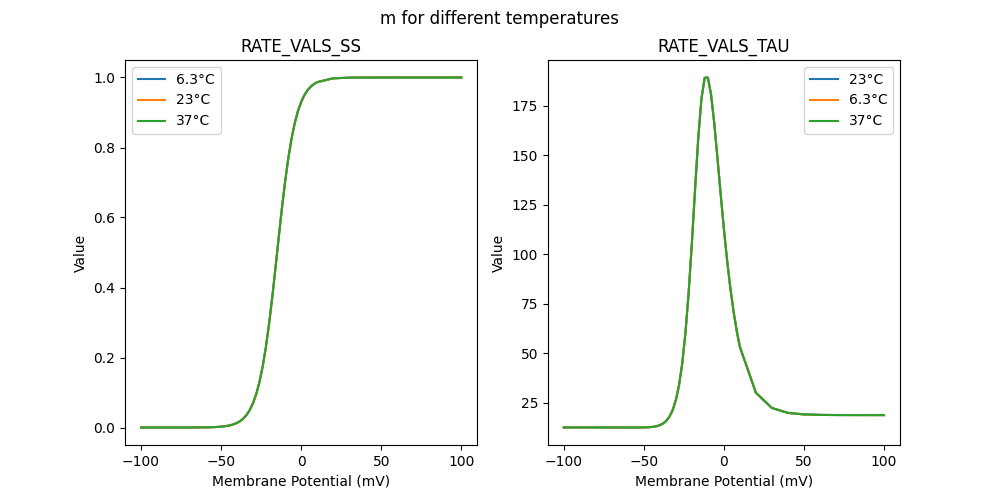 m for different temperatures
RATE_VALS_SS
RATE_VALS_TAU
6.3°C
23°C
37°C
23°C
6.3°C
37°C
Value
1.0
0.8
0.6
0.4
0.2
0.0
−100
−50
0
50
100
Membrane Potential (mV)
Value
175
150
125
100
75
50
25
−100
−50
0
50
100
Membrane Potential (mV)